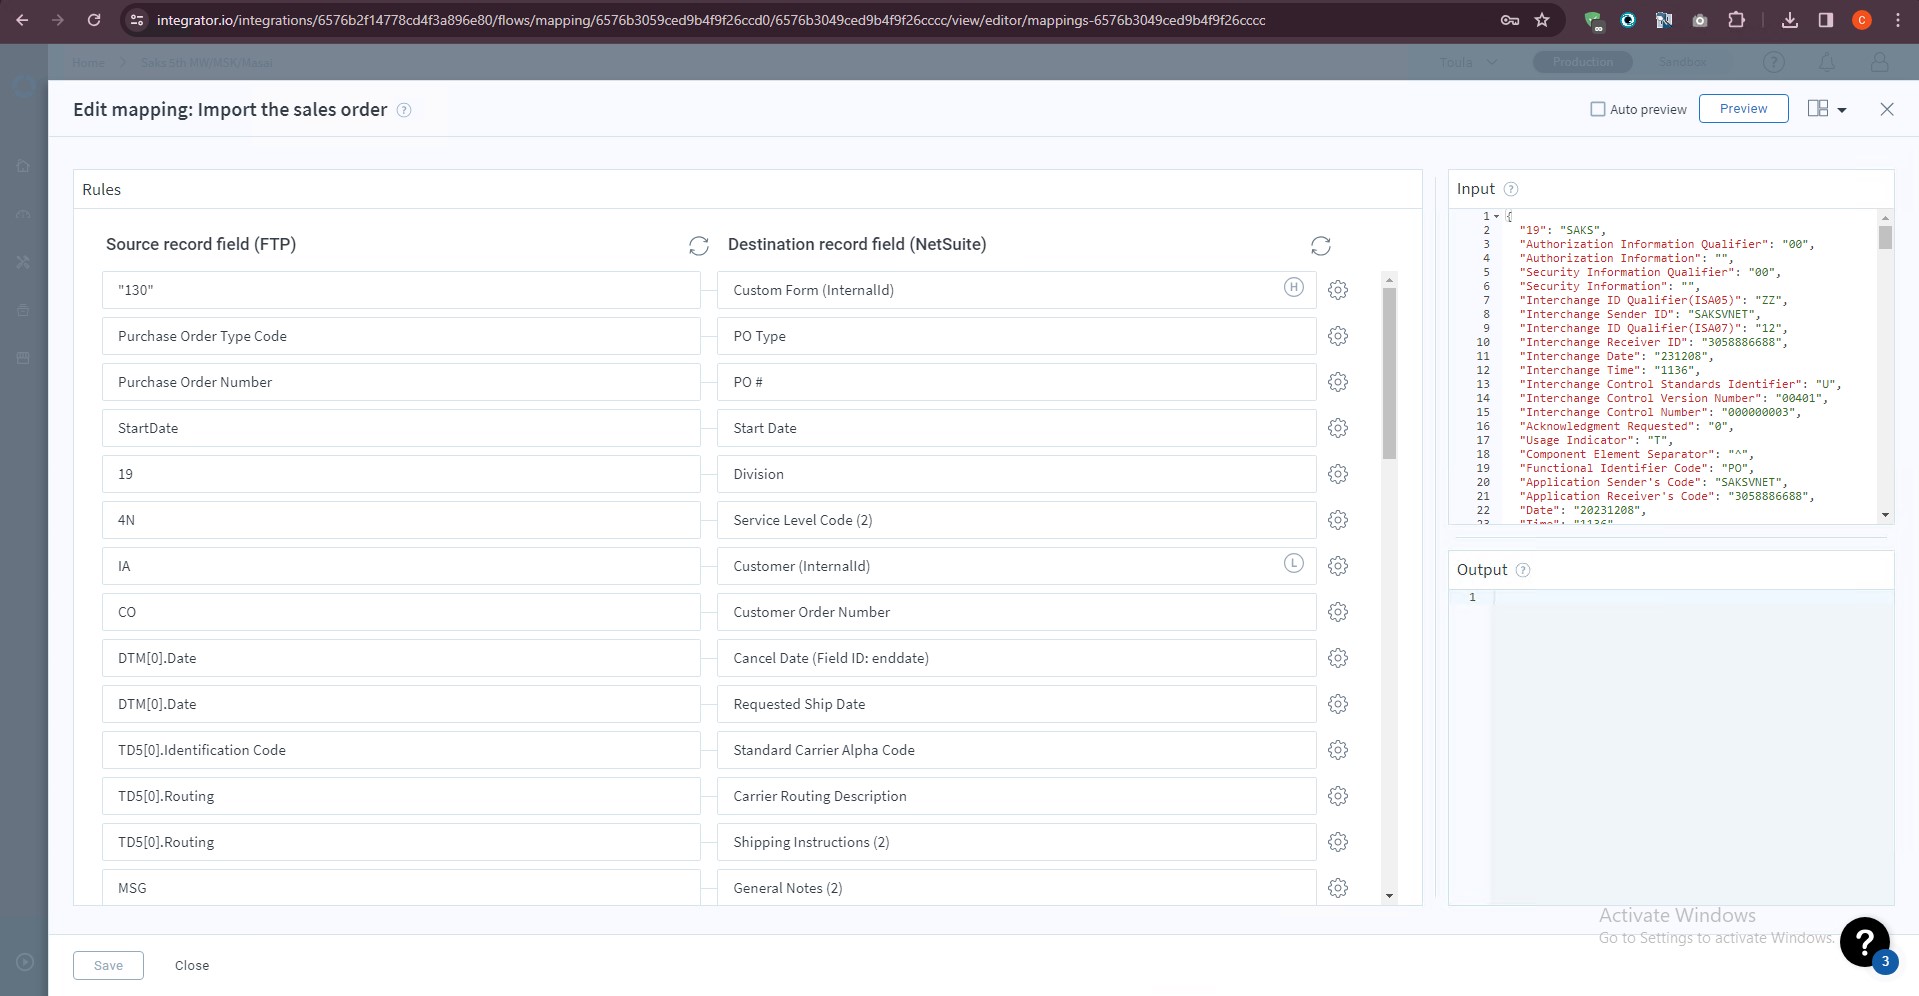 integrator.io/integrations/6576b2f14778cd4f3a896e80/flows/mapping/6576b3059ced9b4f9f26ccd0/6576b3049ced9b4f9f26cccc/view/editor/mappings-6576b3049ced9b4f9f26cccc
C
Home
Saks 5th MW/MSK/Masai
Toula
Production
Sandbox
Edit mapping: Import the sales order
Auto preview
Preview
Rules
Source record field (FTP)
Destination record field (NetSuite)
"130"
Custom Form (InternalId)
H
Purchase Order Type Code
PO Type
Purchase Order Number
PO #
StartDate
Start Date
19
Division
4N
Service Level Code (2)
IA
Customer (InternalId)
L
CO
Customer Order Number
DTM[0].Date
Cancel Date (Field ID: enddate)
DTM[0].Date
Requested Ship Date
TD5[0].Identification Code
Standard Carrier Alpha Code
TD5[0].Routing
Carrier Routing Description
TD5[0].Routing
Shipping Instructions (2)
MSG
General Notes (2)
Input
1 {
2 "19": "SAKS",
3 "Authorization Information Qualifier": "00",
4 "Authorization Information": "",
5 "Security Information Qualifier": "00",
6 "Security Information": "",
7 "Interchange ID Qualifier(ISA05)": "ZZ",
8 "Interchange Sender ID": "SAKSVNET",
9 "Interchange ID Qualifier(ISA07)": "12",
10 "Interchange Receiver ID": "3058886688",
11 "Interchange Date": "231208",
12 "Interchange Time": "1136",
13 "Interchange Control Standards Identifier": "U",
14 "Interchange Control Version Number": "00401",
15 "Interchange Control Number": "000000003",
16 "Acknowledgment Requested": "0",
17 "Usage Indicator": "T",
18 "Component Element Separator": "^",
19 "Functional Identifier Code": "PO",
20 "Application Sender's Code": "SAKSVNET",
21 "Application Receiver's Code": "3058886688",
22 "Date": "20231208",
23 "Time": "1136",
Output
1
Activate Windows
Go to Settings to activate Windows.
?
3
Save
Close